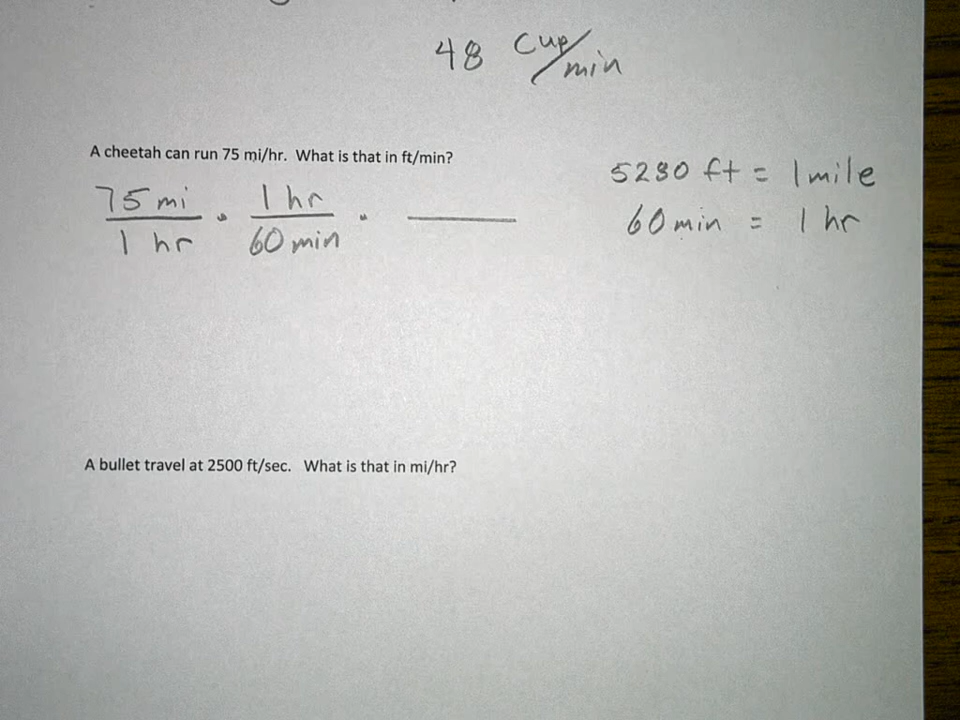 48 cup/min
A cheetah can run 75 mi/hr. What is that in ft/min?
75 mi / 1 hr · 1 hr / 60 min ·
5280 ft = 1 mile
60 min = 1 hr
A bullet travel at 2500 ft/sec. What is that in mi/hr?